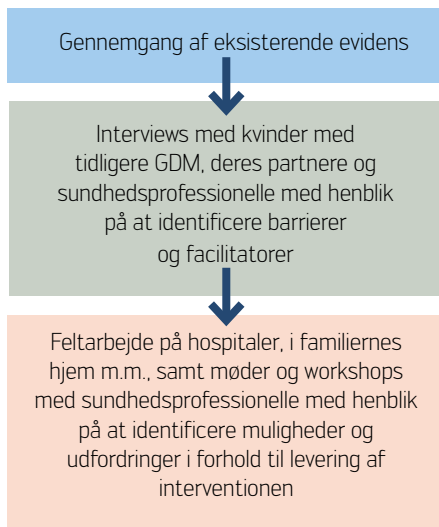 Gennemgang af eksisterende evidens
Interviews med kvinder med
tidligere GDM, deres partnere og
sundhedsprofessionelle med henblik
på at identificere barrierer
og facilitatorer
Feltarbejde på hospitaler, i familiernes
hjem m.m., samt møder og workshops
med sundhedsprofessionelle med henblik
på at identificere muligheder og
udfordringer i forhold til levering af
interventionen